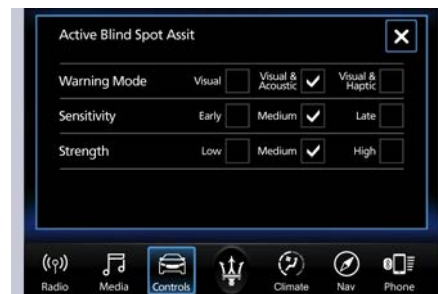 Active Blind Spot Assit
Warning Mode Visual Visual & Acoustic Visual & Haptic
Sensitivity Early Medium Late
Strength Low Medium High
Radio Media Controls Climate Nav Phone